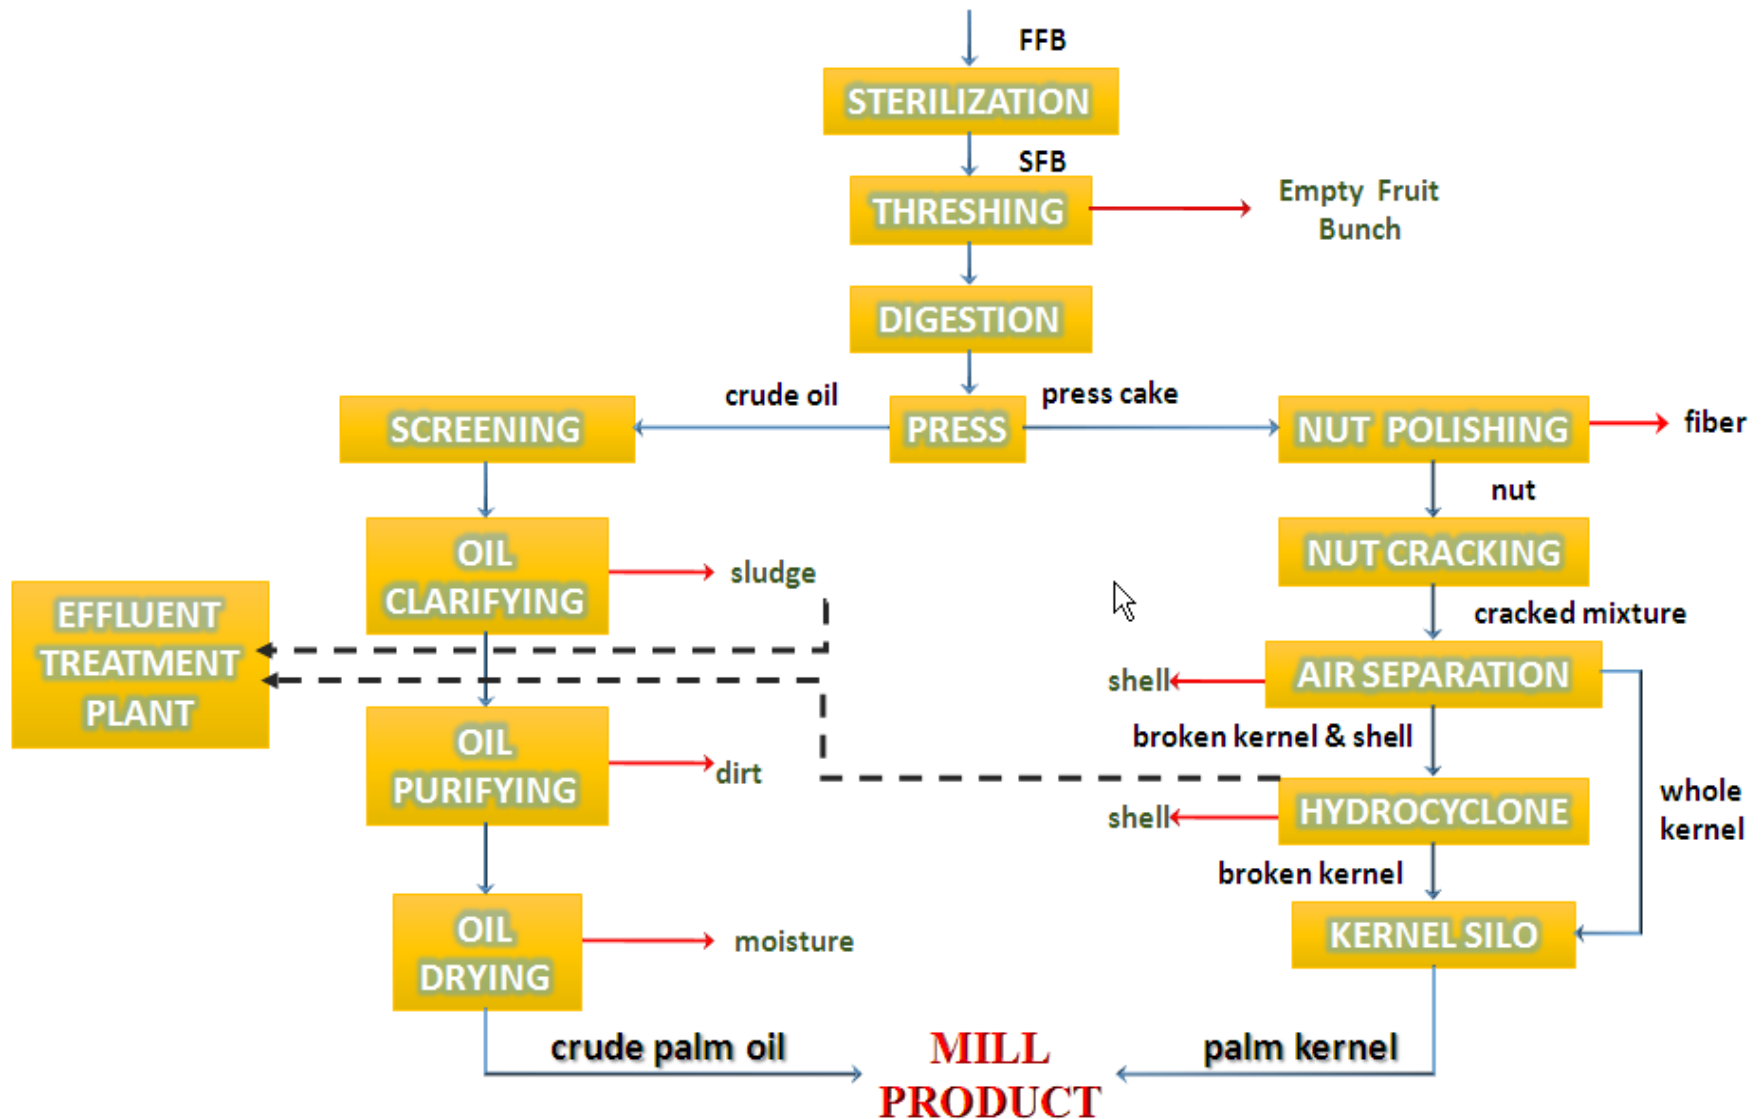 FFB
STERILIZATION
SFB
THRESHING
Empty Fruit
Bunch
DIGESTION
crude oil
press cake
SCREENING
PRESS
NUT POLISHING
fiber
nut
OIL
CLARIFYING
sludge
NUT CRACKING
cracked mixture
EFFLUENT
TREATMENT
PLANT
AIR SEPARATION
shell
broken kernel & shell
OIL
PURIFYING
dirt
HYDROCYCLONE
shell
whole
kernel
broken kernel
OIL
DRYING
moisture
KERNEL SILO
crude palm oil
MILL
PRODUCT
palm kernel